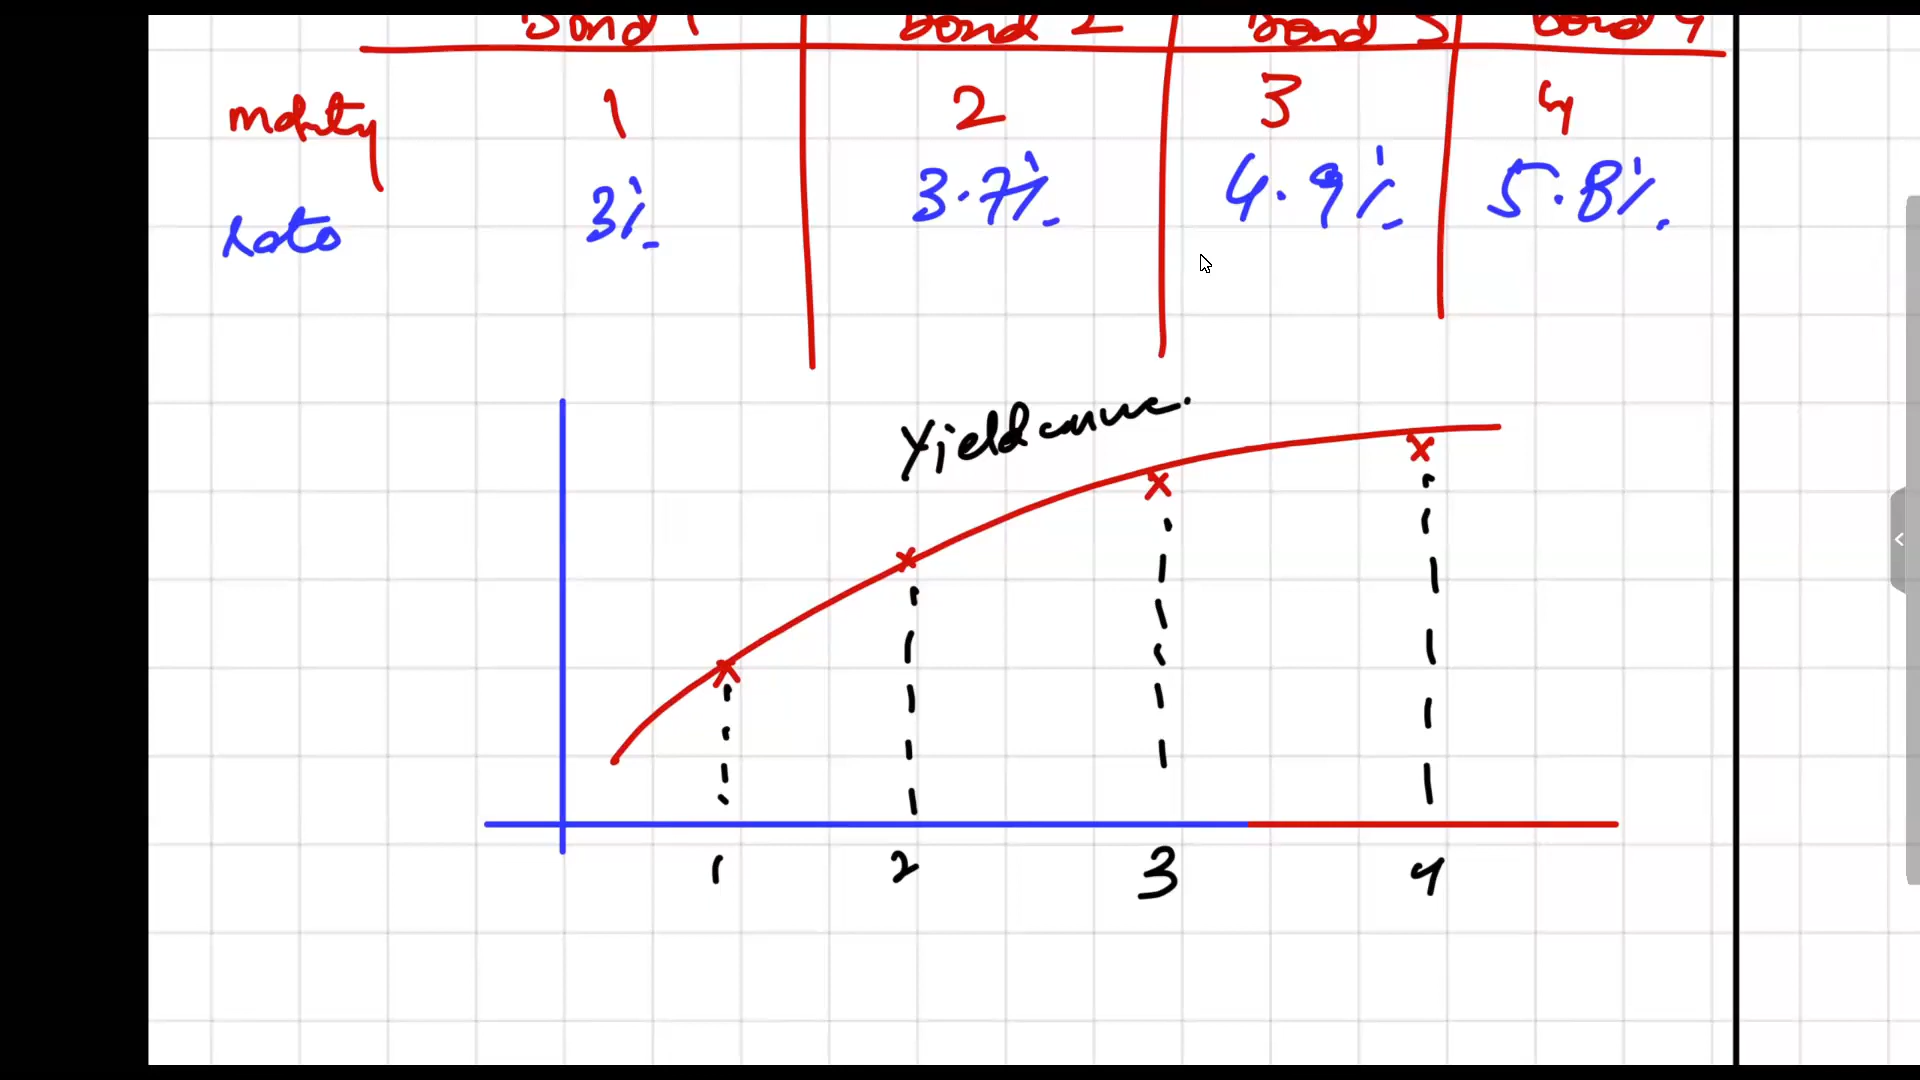 Bond 1 Bond 2 Bond 3 Bond 4
maturity 1 2 3 4
rates 3% 3.7% 4.9% 5.8%
Yield curve.
1 2 3 4